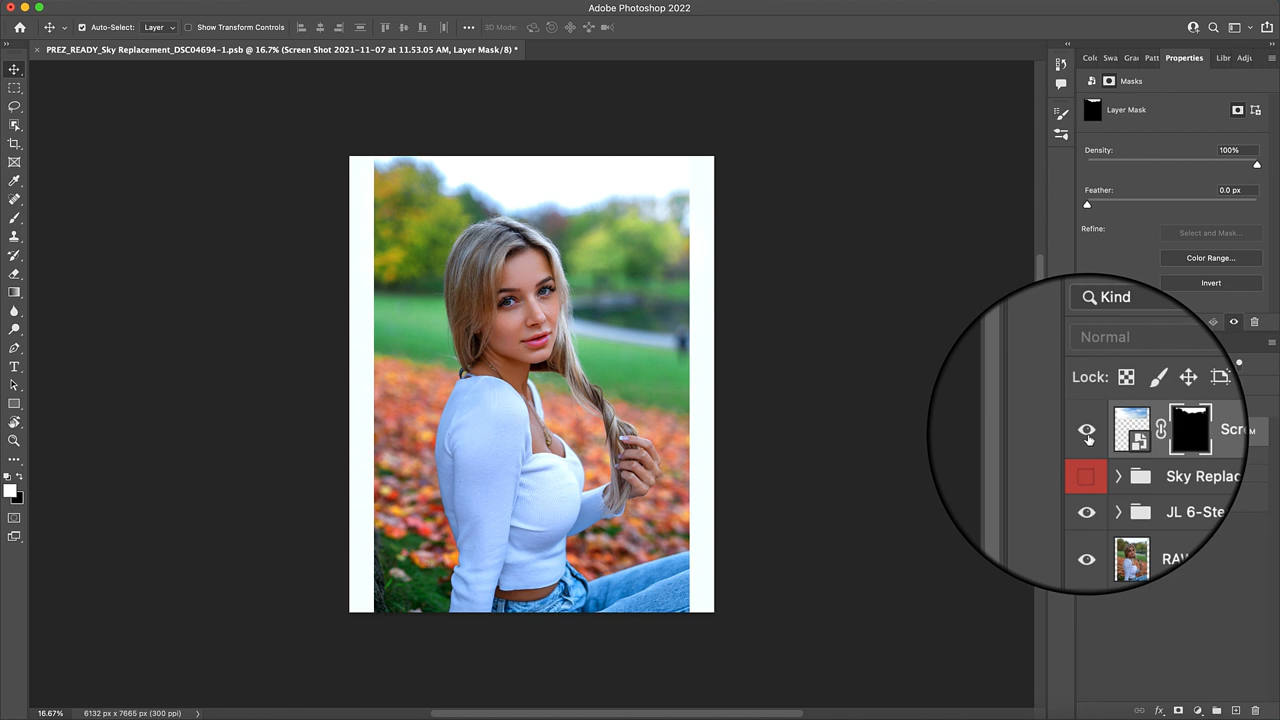 Adobe Photoshop 2022
Auto-Select: Layer Show Transform Controls 3D Mode:
PREZ_READY_Sky Replacement_DSC04694-1.psb @ 16.7% (Screen Shot 2021-11-07 at 11.53.05 AM, Layer Mask/8) *
Swa Patt Properties Libr
Masks
Layer Mask
Density: 100%
Feather: 0.0 px
Refine: Select and Mask...
Color Range...
Invert
Kind
Normal
Lock:
Sky Replac
JL 6-Ste
RAW
16.67% 6132 px x 7665 px (300 ppi)